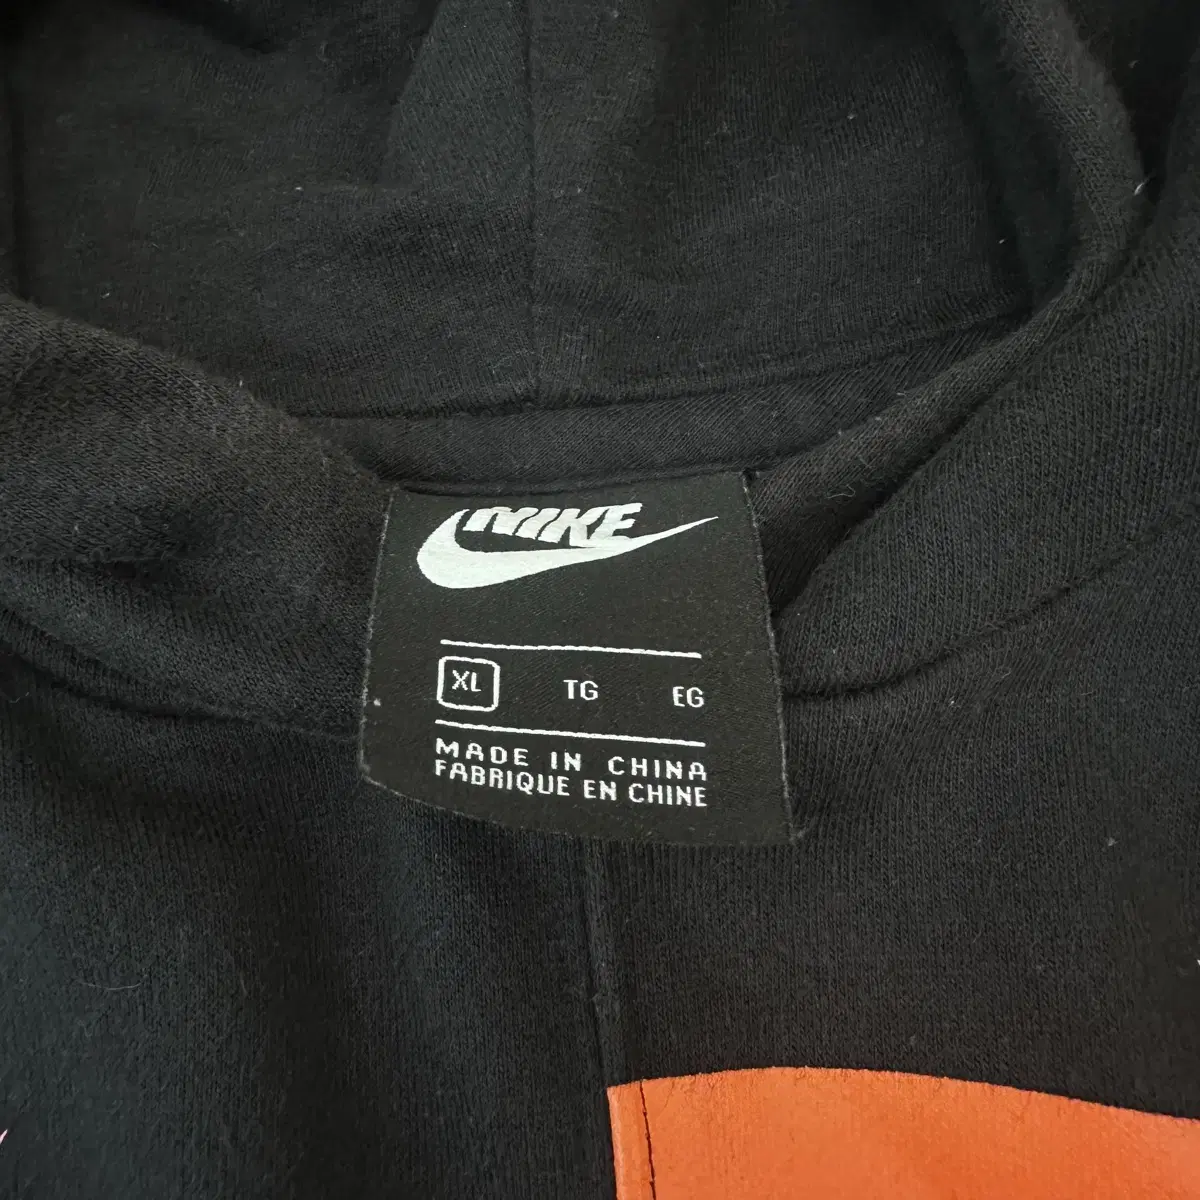 NIKE
XL TG EG
MADE IN CHINA
FABRIQUE EN CHINE